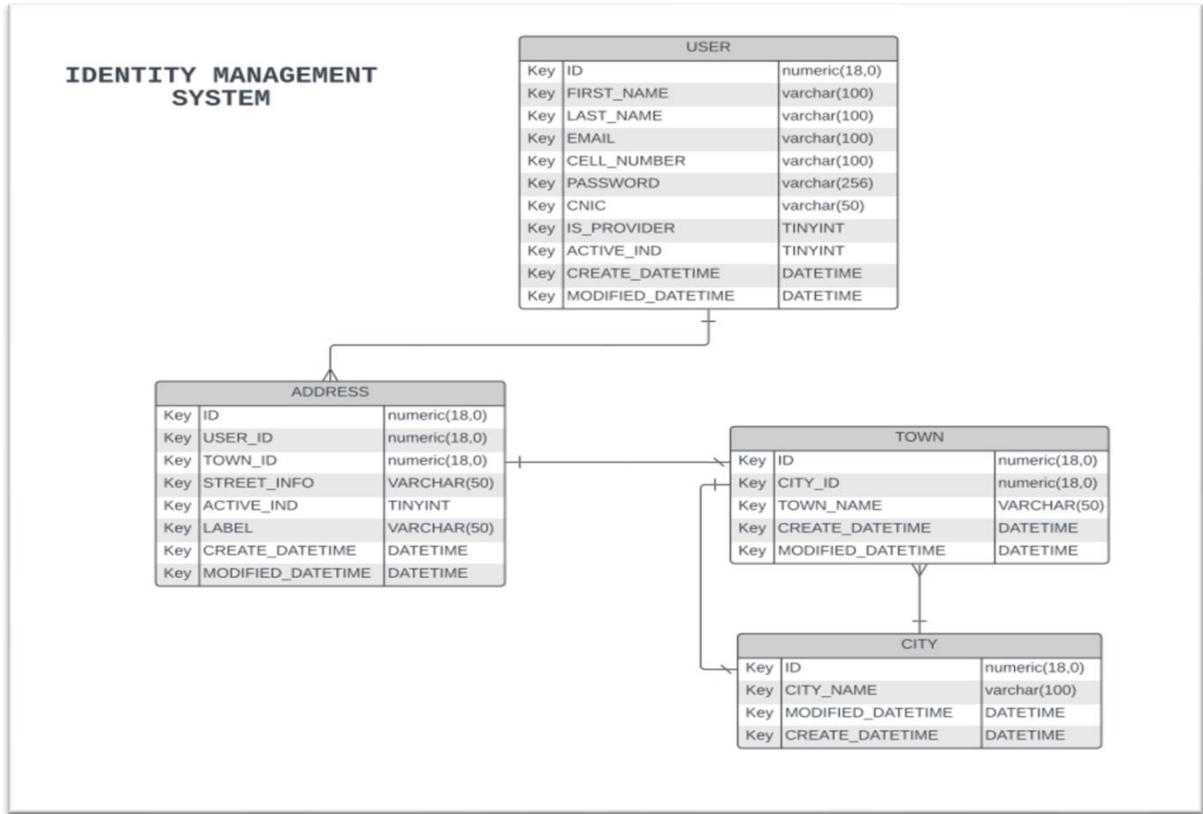 IDENTITY MANAGEMENT
SYSTEM
USER
Key ID numeric(18,0)
Key FIRST_NAME varchar(100)
Key LAST_NAME varchar(100)
Key EMAIL varchar(100)
Key CELL_NUMBER varchar(100)
Key PASSWORD varchar(256)
Key CNIC varchar(50)
Key IS_PROVIDER TINYINT
Key ACTIVE_IND TINYINT
Key CREATE_DATETIME DATETIME
Key MODIFIED_DATETIME DATETIME
ADDRESS
Key ID numeric(18,0)
Key USER_ID numeric(18,0)
Key TOWN_ID numeric(18,0)
Key STREET_INFO VARCHAR(50)
Key ACTIVE_IND TINYINT
Key LABEL VARCHAR(50)
Key CREATE_DATETIME DATETIME
Key MODIFIED_DATETIME DATETIME
TOWN
Key ID numeric(18,0)
Key CITY_ID numeric(18,0)
Key TOWN_NAME VARCHAR(50)
Key CREATE_DATETIME DATETIME
Key MODIFIED_DATETIME DATETIME
CITY
Key ID numeric(18,0)
Key CITY_NAME varchar(100)
Key MODIFIED_DATETIME DATETIME
Key CREATE_DATETIME DATETIME